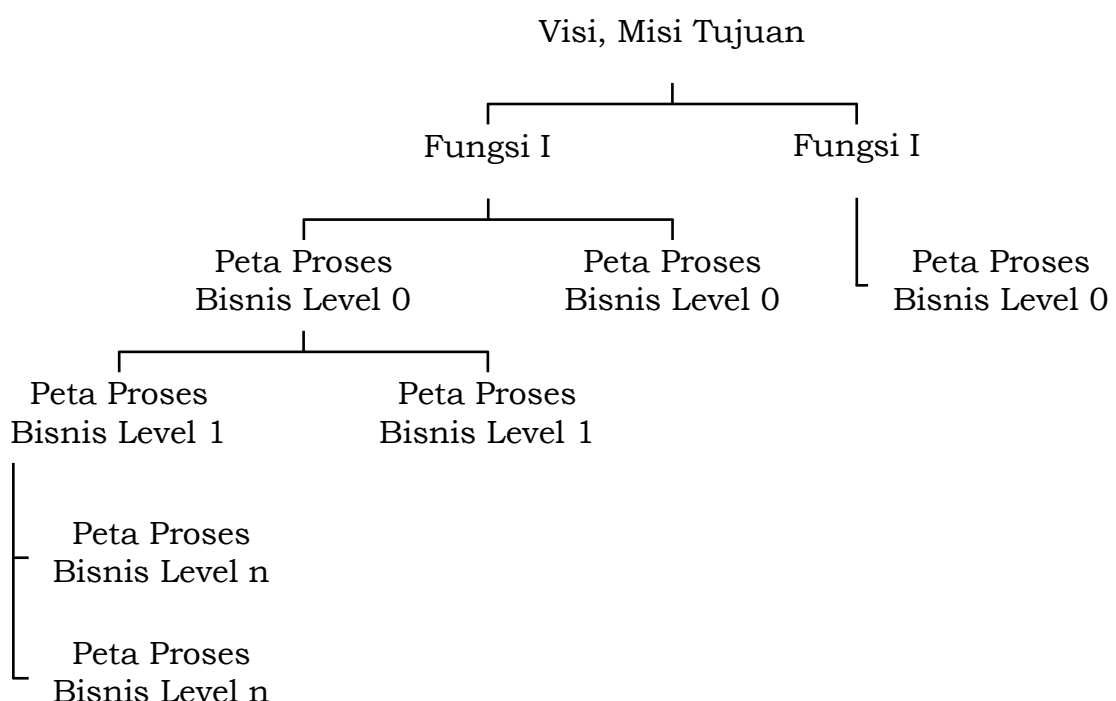 Visi, Misi Tujuan
Fungsi I
Fungsi I
Peta Proses
Bisnis Level 0
Peta Proses
Bisnis Level 0
Peta Proses
Bisnis Level 0
Peta Proses
Bisnis Level 1
Peta Proses
Bisnis Level 1
Peta Proses
Bisnis Level n
Peta Proses
Bisnis Level n